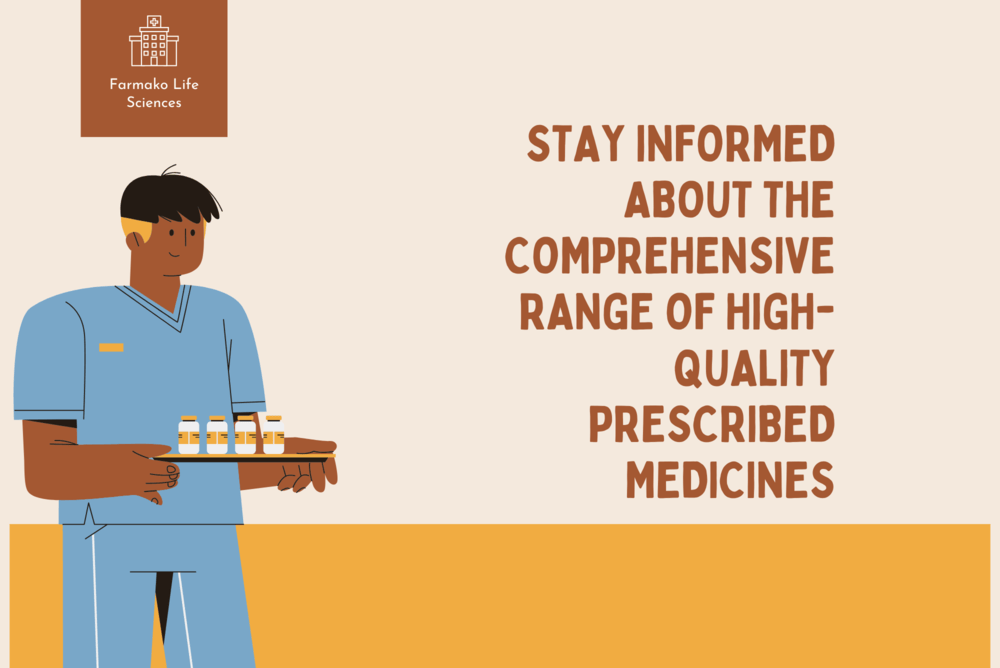 Farmako Life
Sciences
STAY INFORMED
ABOUT THE
COMPREHENSIVE
RANGE OF HIGH-
QUALITY
PRESCRIBED
MEDICINES